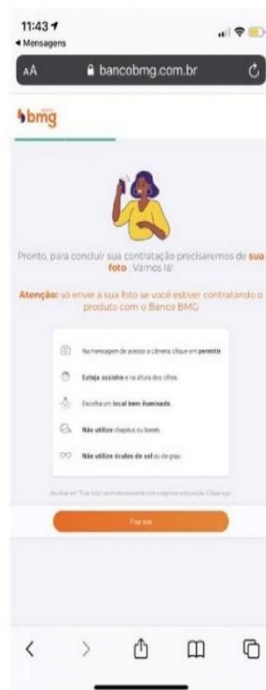 11:43
Mensagens
AA bancobmg.com.br
bmg
Pronto, para concluir sua contratação precisaremos de sua
foto . Vamos lá!
Atenção: só envie a sua foto se você estiver contratando o
produto com o Banco BMG
Na mensagem de acesso a câmera, clique em permitir.
Esteja sozinho e na altura dos olhos.
Escolha um local bem iluminado.
Não utilize chapéus ou bonés.
Não utilize óculos de sol ou de grau.
Tirar foto